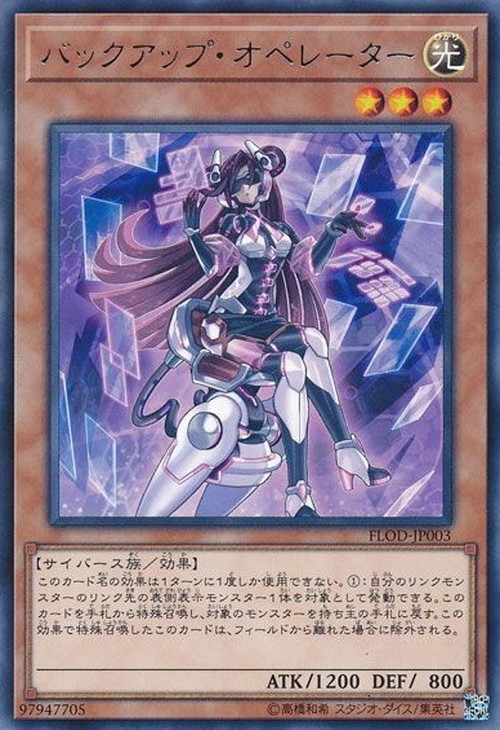 バックアップ・オペレーター
ひかり
光
FLOD-JP003
【サイバース族/効果】
このカード名の効果は1ターンに1度しか使用できない。①:自分のリンクモン
スターのリンク先の表側表示モンスター1体を対象として発動できる。この
カードを手札から特殊召喚し、対象のモンスターを持ち主の手札に戻す。この
効果で特殊召喚したこのカードは、フィールドから離れた場合に除外される。
ATK/1200 DEF/ 800
97947705
©高橋和希 スタジオ・ダイス/集英社